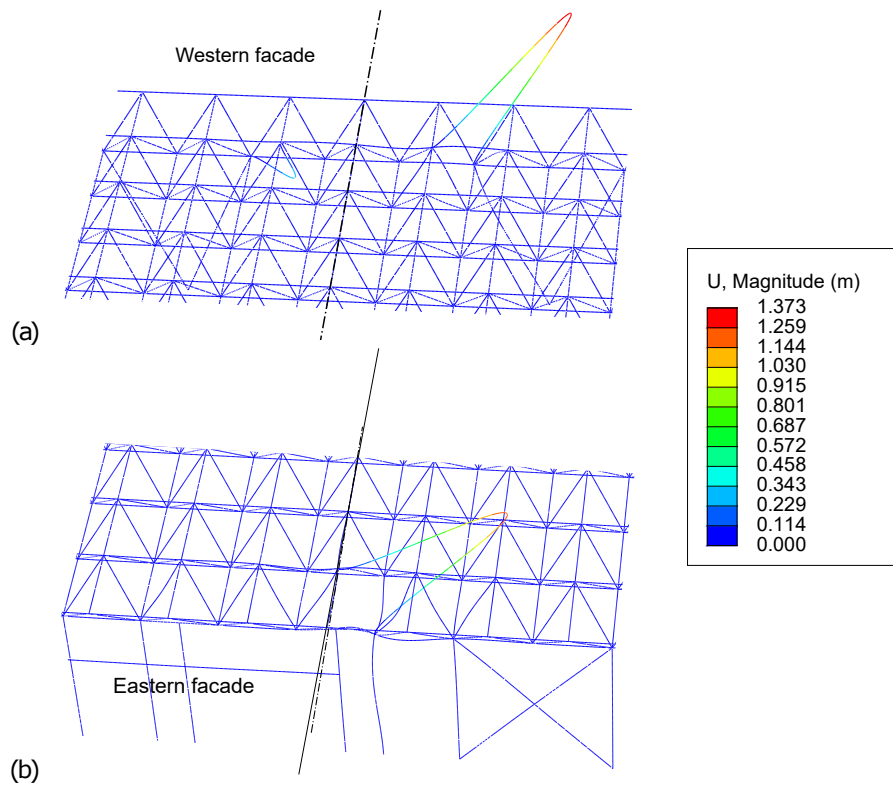 Western facade
(a)
U, Magnitude (m)
1.373
1.259
1.144
1.030
0.915
0.801
0.687
0.572
0.458
0.343
0.229
0.114
0.000
Eastern facade
(b)